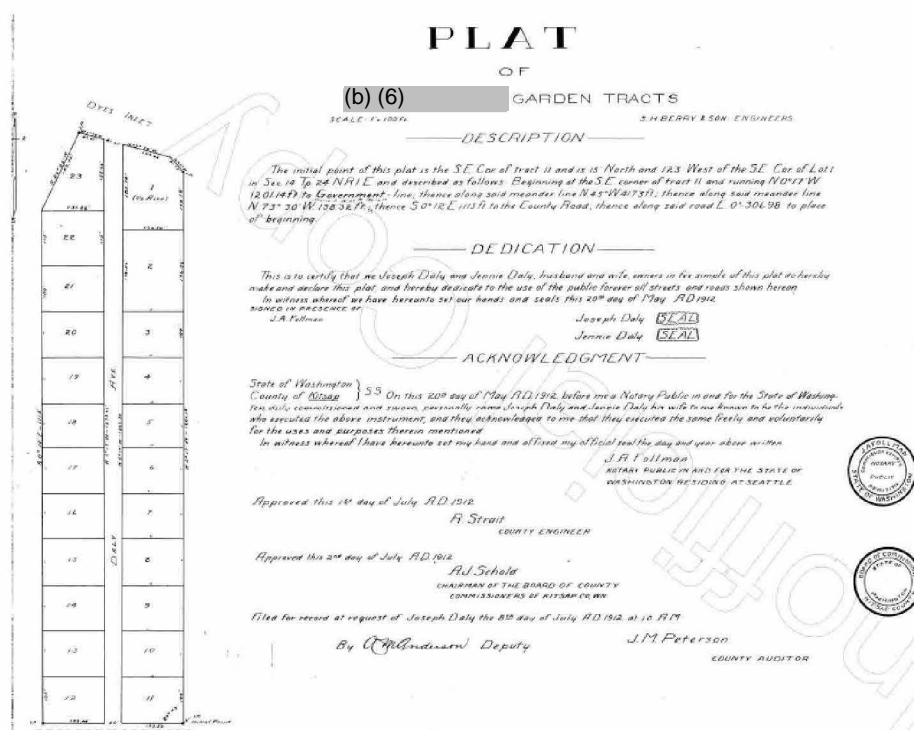 PLAT
OF
(b) (6) GARDEN TRACTS
SCALE 1"=100 Ft. S.H. BERRY & SON. ENGINEERS
DESCRIPTION
The initial point of this plat is the S.E. Cor of tract 11 and is North and 123 West of the S.E. Cor of Lot 1
in Sec 14 Tp 24 N R 1 E and described as follows: Beginning at the S.E. corner of tract 11 and running N 0°17' W
1201.14 ft to Government - line, thence along said meander line N 45° W 41.73 ft, thence along said meander line
N 73° 30' W 138.32 Ft., thence S 0° 12 E 1113 ft to the County Road, thence along said road E 0°-306.98 to place
of beginning.
DEDICATION
This is to certify that we Joseph Daly and Jennie Daly, husband and wife, owners in fee simple of this plat do hereby
make and declare this plat, and hereby dedicate to the use of the public forever all streets and roads shown hereon
In witness whereof we have hereunto set our hands and seals this 20th day of May A.D. 1912
SIGNED IN PRESENCE OF
J.A. Follman Joseph Daly SEAL
Jennie Daly SEAL
ACKNOWLEDGMENT
State of Washington
County of Kitsap } SS On this 20th day of May A.D. 1912, before me a Notary Public in and for the State of Washing-
ton duly commissioned and sworn, personally came Joseph Daly and Jennie Daly his wife to me known to be the individuals
who executed the above instrument, and they acknowledged to me that they executed the same freely and voluntarily
for the uses and purposes therein mentioned
In witness whereof I have hereunto set my hand and affixed my official seal the day and year above written
J.A. Follman
NOTARY PUBLIC IN AND FOR THE STATE OF
WASHINGTON RESIDING AT SEATTLE
Approved this 1st day of July A.D. 1912
R. Strait
COUNTY ENGINEER
Approved this 2nd day of July A.D. 1912
A.J. Schold
CHAIRMAN OF THE BOARD OF COUNTY
COMMISSIONERS OF KITSAP CO, WN
Filed for record at request of Joseph Daly the 8th day of July A.D. 1912 at 10 A.M
By Anderson Deputy J.M. Peterson
COUNTY AUDITOR
DYES INLET
23
1
22
2
21
20
3
19
4
18
5
17
6
16
7
15
8
14
9
13
10
12
11
DALY AVE
Initial Point
NOTARY
PUBLIC
STATE OF WASHINGTON
STATE OF
WASHINGTON
KITSAP COUNTY